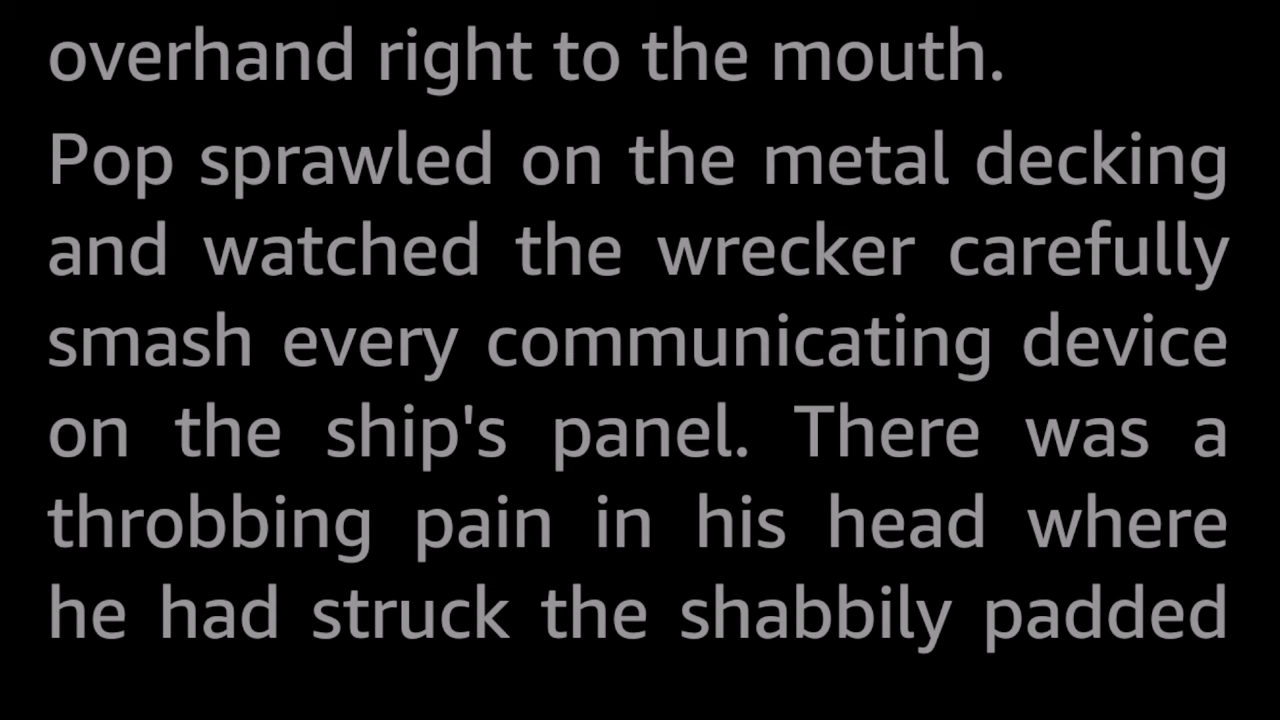 overhand right to the mouth.
Pop sprawled on the metal decking
and watched the wrecker carefully
smash every communicating device
on the ship's panel. There was a
throbbing pain in his head where
he had struck the shabbily padded